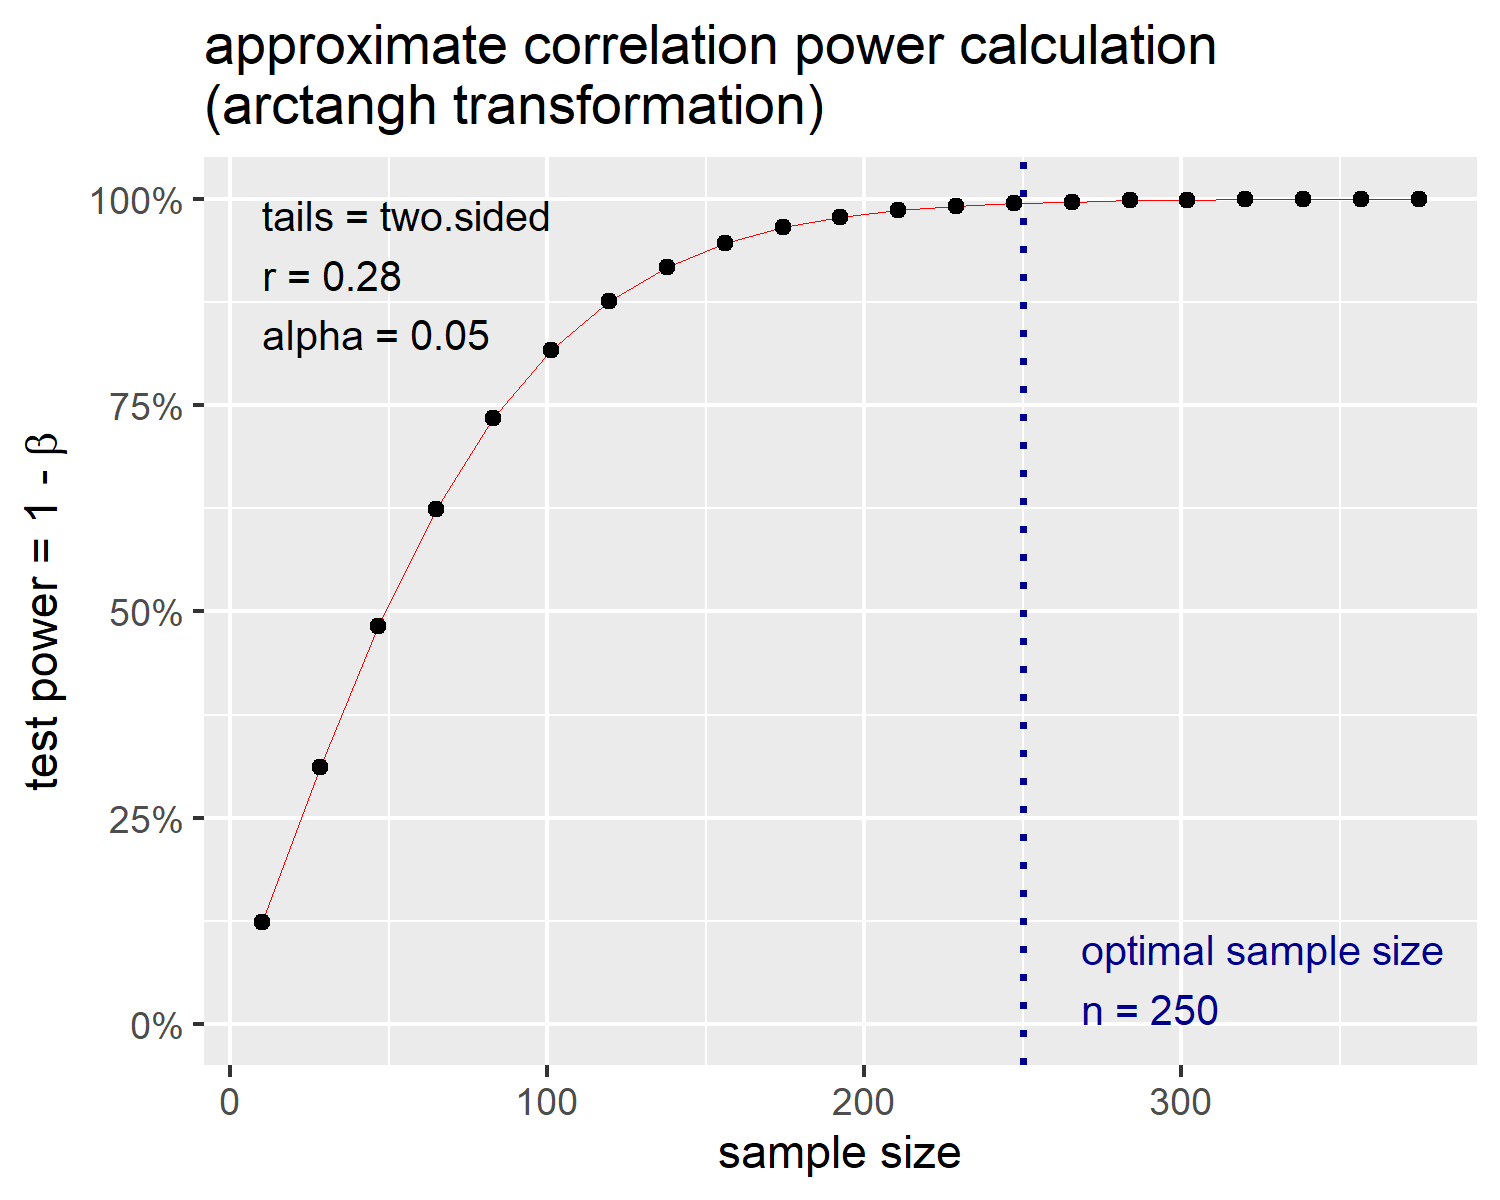 approximate correlation power calculation
(arctangh transformation)
tails = two.sided
r = 0.28
alpha = 0.05
100%
75%
50%
25%
0%
test power = 1 - β
optimal sample size
n = 250
0
100
200
300
sample size